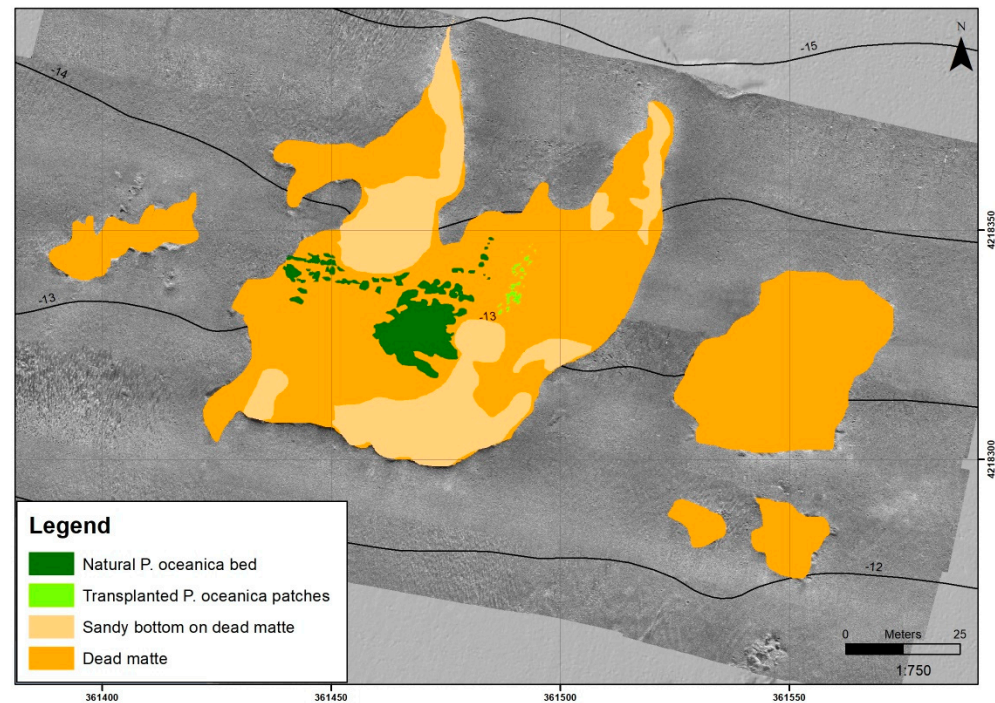 N
-15
-14
4218350
-13
-13
4218300
-12
Legend
Natural P. oceanica bed
Transplanted P. oceanica patches
Sandy bottom on dead matte
Dead matte
0 Meters 25
1:750
361400 361450 361500 361550